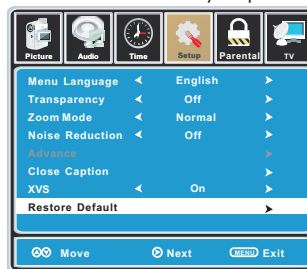 Picture Audio Time Setup Parental TV
Menu Language English
Transparency Off
Zoom Mode Normal
Noise Reduction Off
Advance
Close Caption
XVS On
Restore Default
Move Next MENU Exit